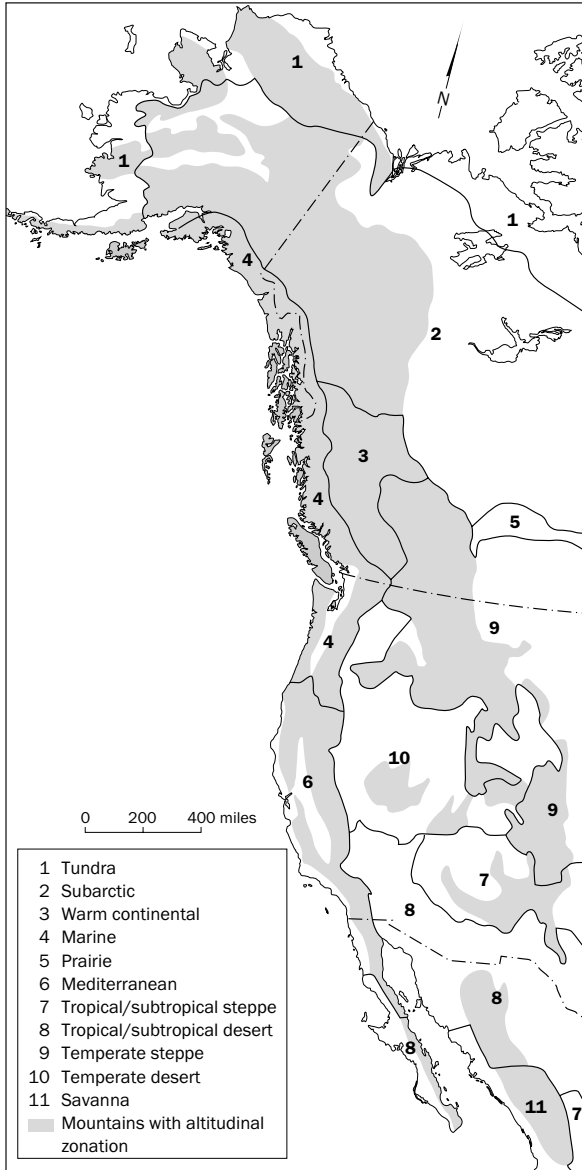 1
N
1
1
4
2
3
4
5
9
4
10
6
9
7
8
8
8
11
7
0 200 400 miles
1 Tundra
2 Subarctic
3 Warm continental
4 Marine
5 Prairie
6 Mediterranean
7 Tropical/subtropical steppe
8 Tropical/subtropical desert
9 Temperate steppe
10 Temperate desert
11 Savanna
Mountains with altitudinal
zonation